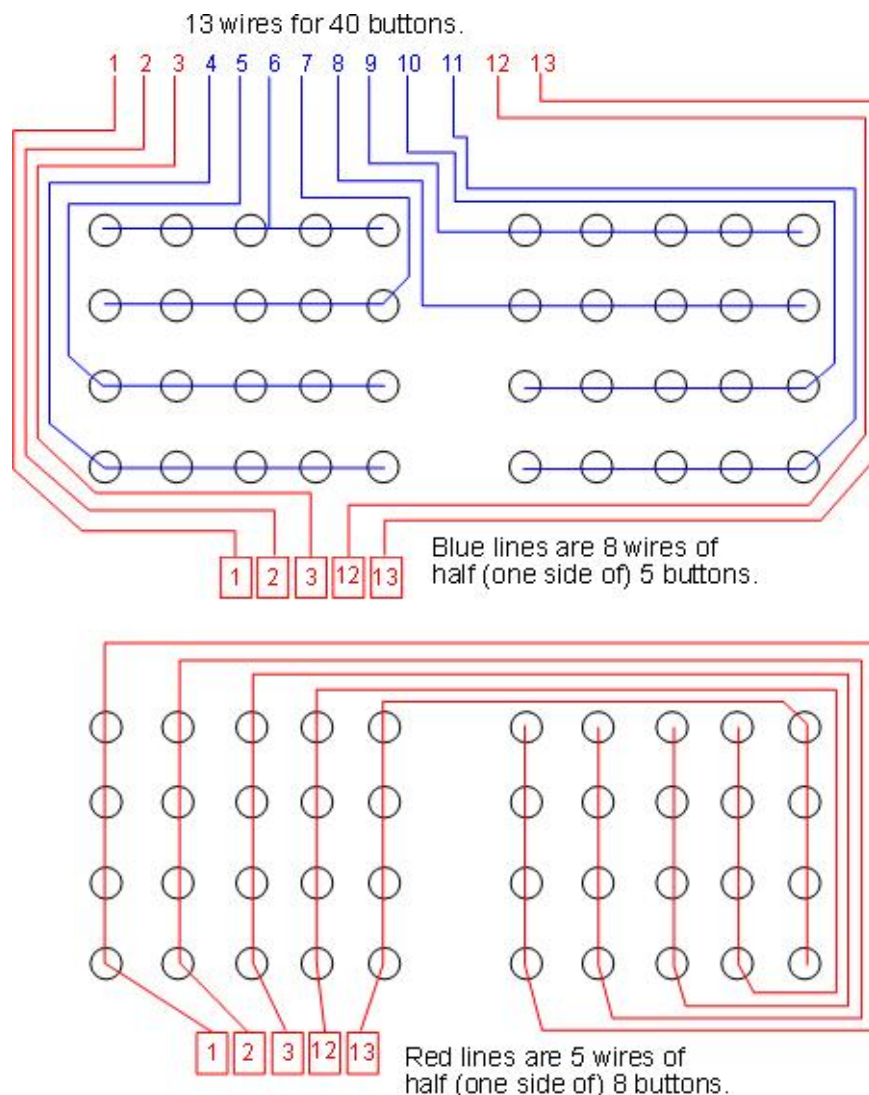 13 wires for 40 buttons.
1 2 3 4 5 6 7 8 9 10 11 12 13
1 2 3 12 13
Blue lines are 8 wires of
half (one side of) 5 buttons.
1 2 3 12 13
Red lines are 5 wires of
half (one side of) 8 buttons.